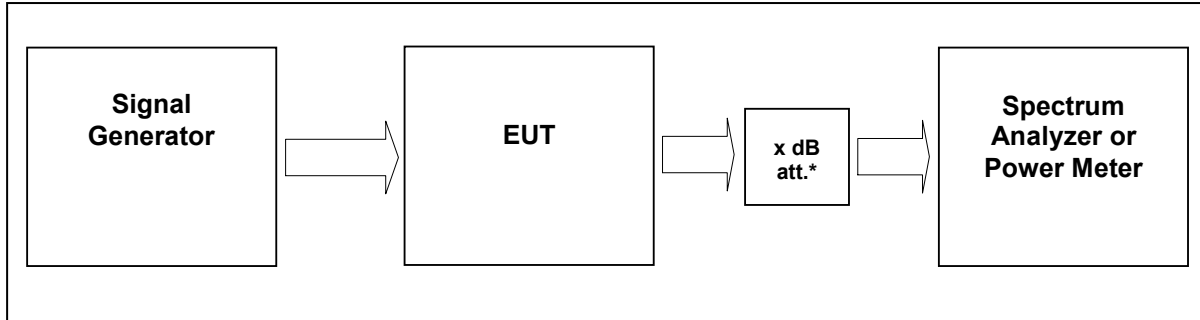 Signal
Generator
EUT
x dB
att.*
Spectrum
Analyzer or
Power Meter